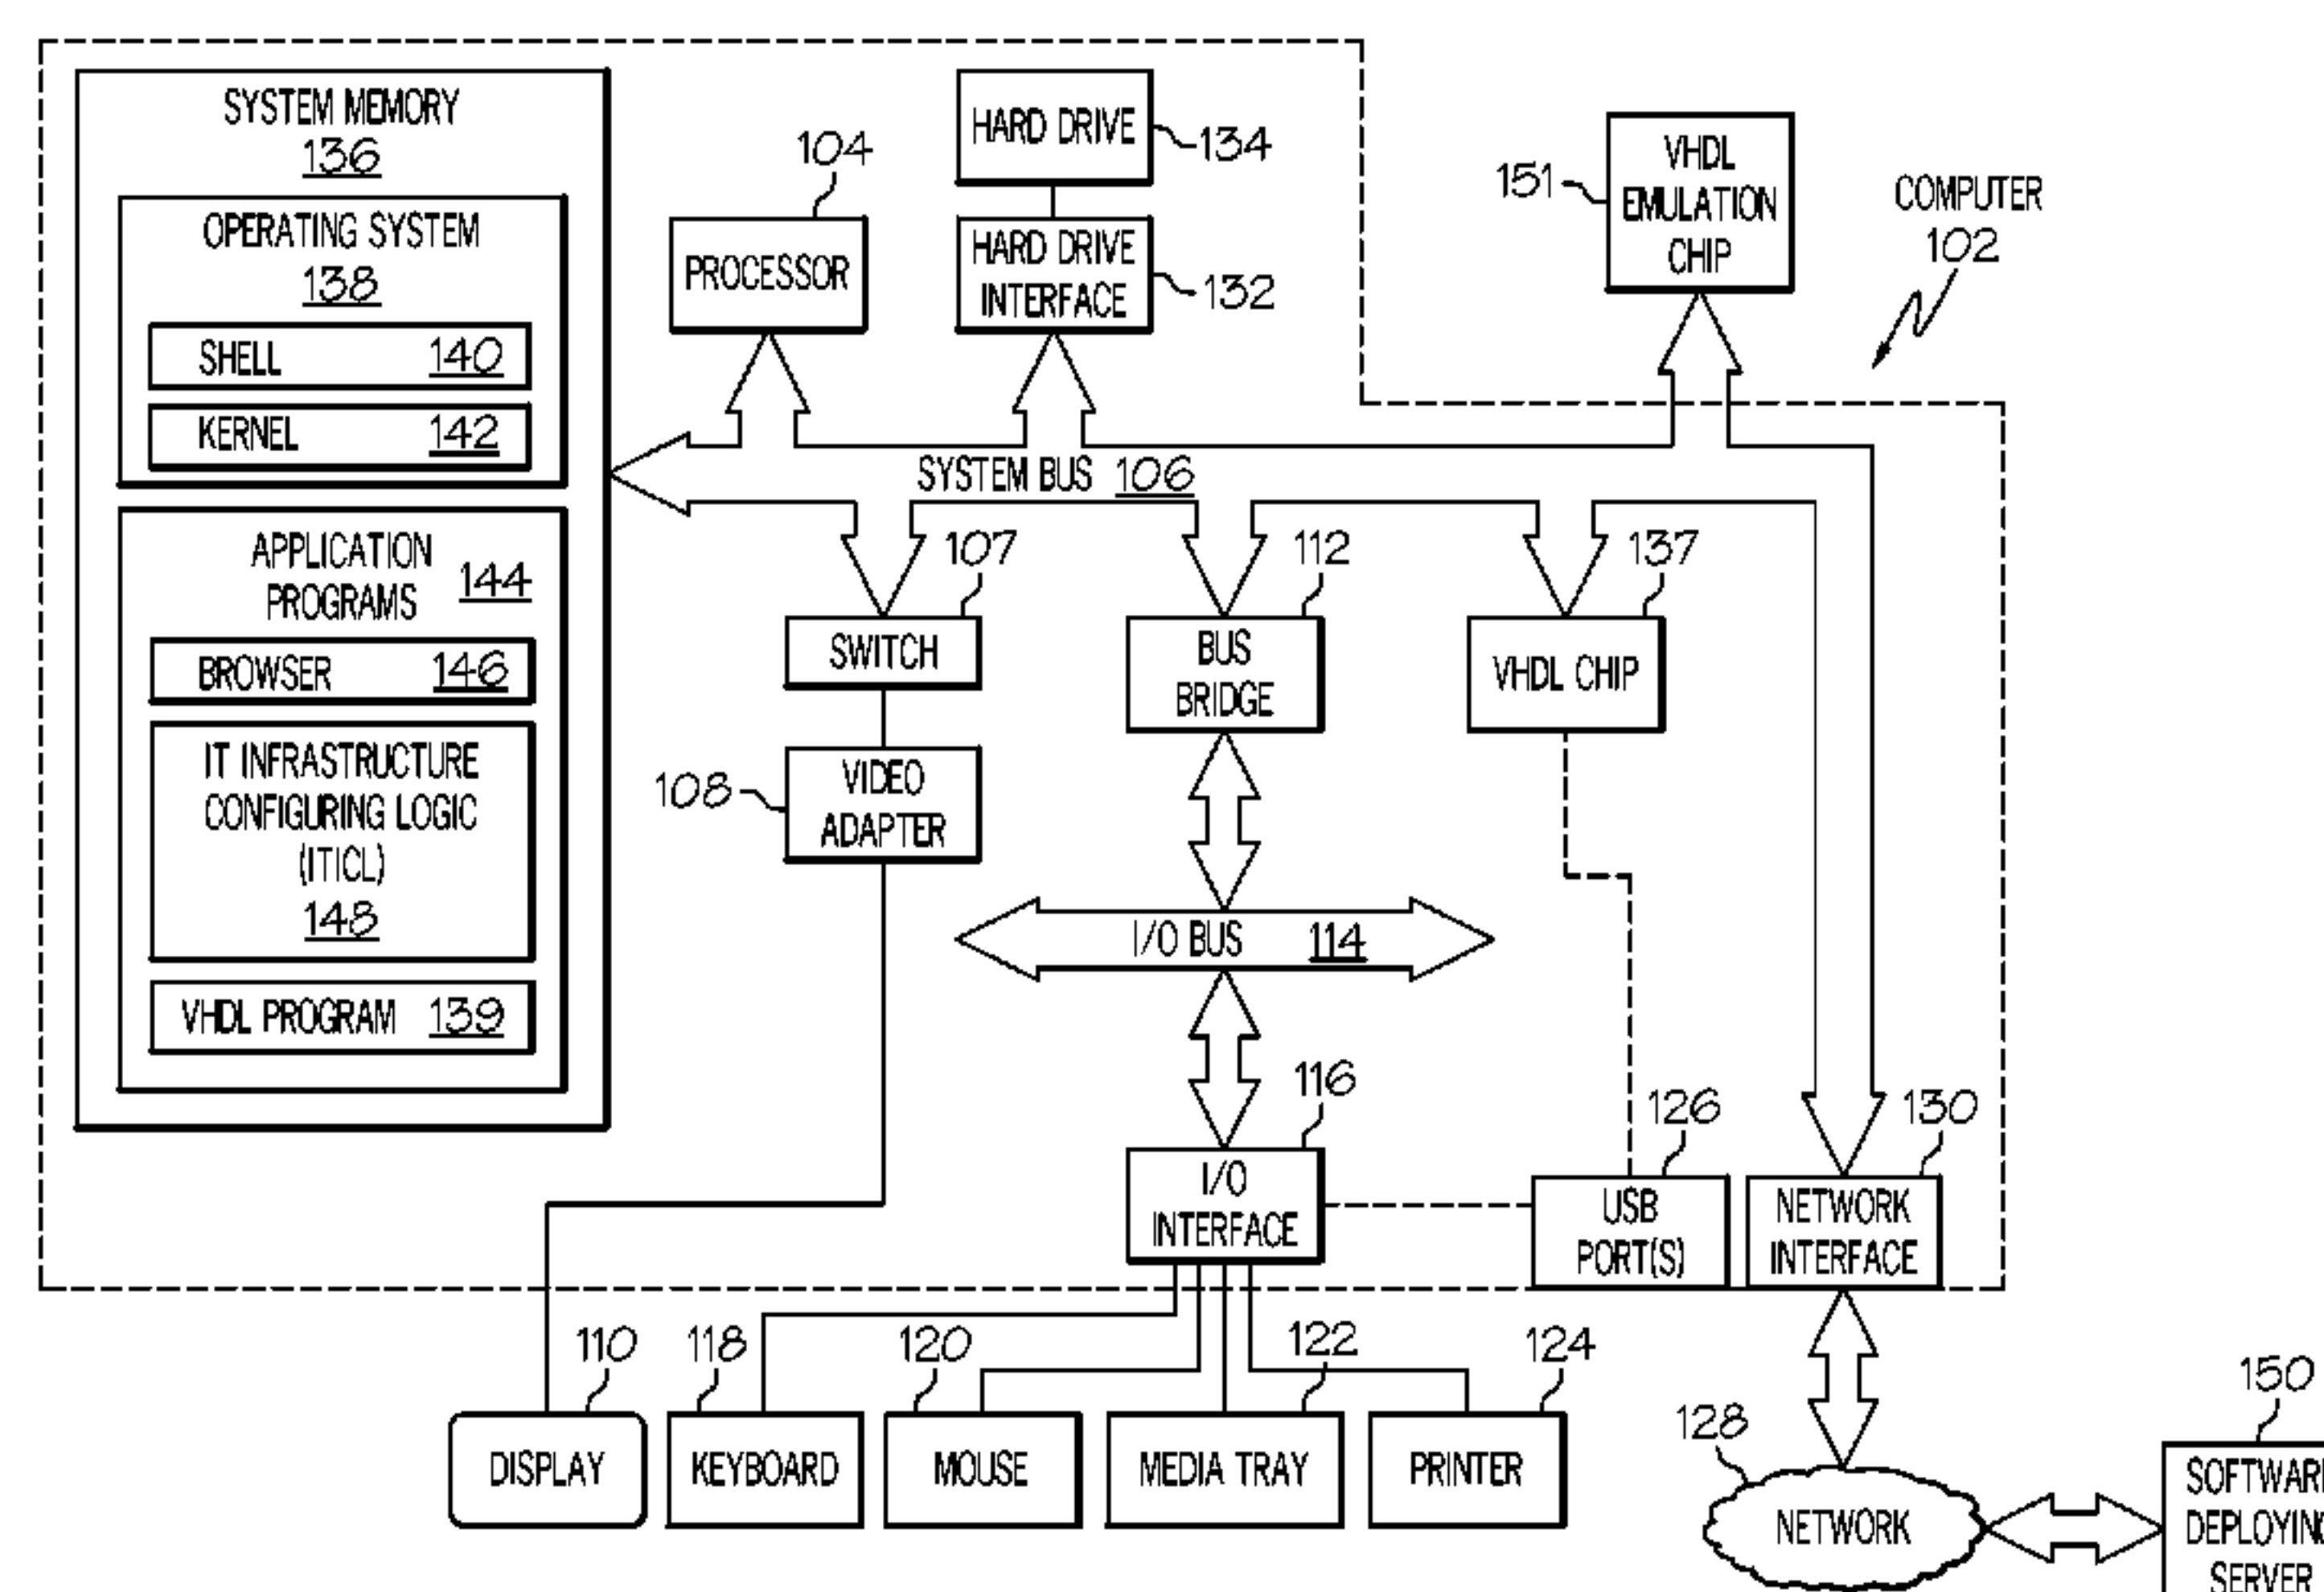 SYSTEM MEMORY
136
OPERATING SYSTEM
138
SHELL 140
KERNEL 142
APPLICATION
PROGRAMS 144
BROWSER 146
IT INFRASTRUCTURE
CONFIGURING LOGIC
(ITICL)
148
VHDL PROGRAM 139
104
PROCESSOR
HARD DRIVE
134
HARD DRIVE
INTERFACE
132
151
VHDL
EMULATION
CHIP
COMPUTER
102
SYSTEM BUS 106
107
SWITCH
112
BUS
BRIDGE
137
VHDL CHIP
108
VIDEO
ADAPTER
I/O BUS 114
116
I/O
INTERFACE
126
USB
PORT(S)
130
NETWORK
INTERFACE
110
DISPLAY
118
KEYBOARD
120
MOUSE
122
MEDIA TRAY
124
PRINTER
128
NETWORK
150
SOFTWARE
DEPLOYING
SERVER